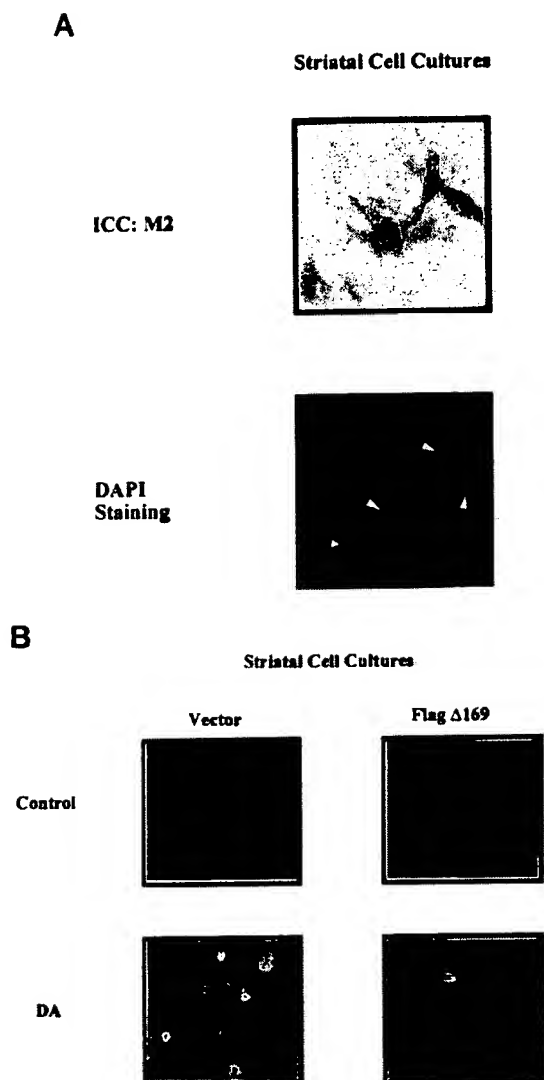 A
Striatal Cell Cultures
ICC: M2
DAPI
Staining
B
Striatal Cell Cultures
Vector
Flag Δ169
Control
DA